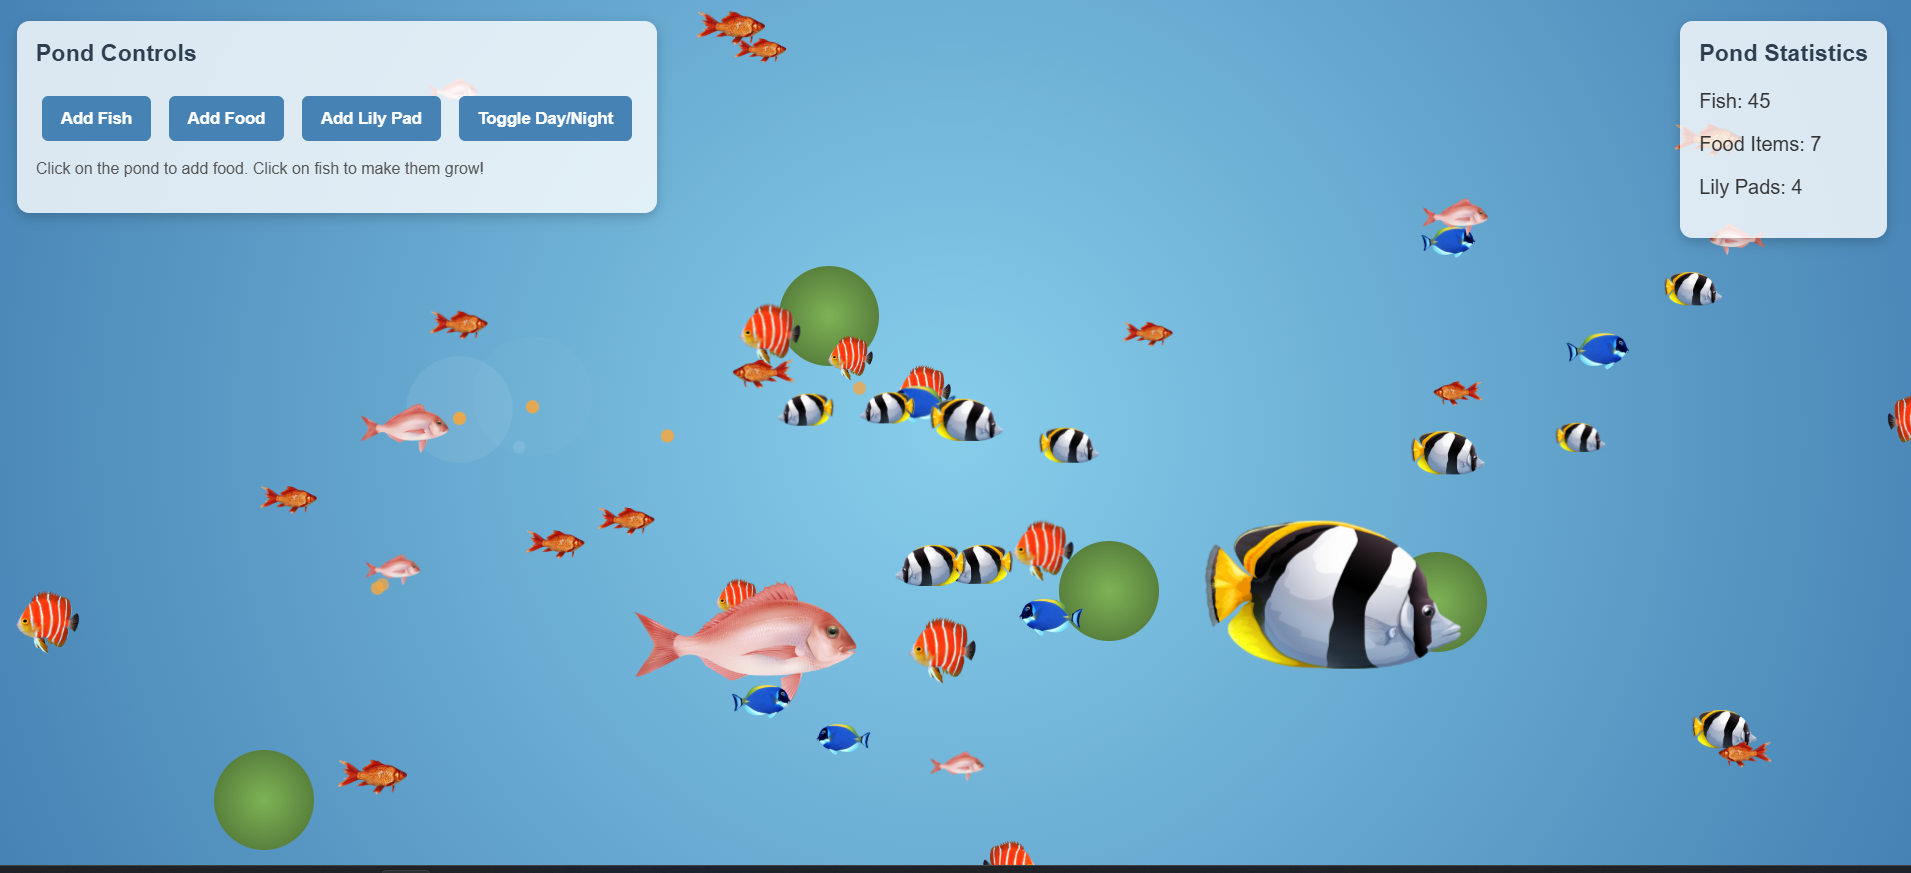 Pond Controls
Add Fish
Add Food
Add Lily Pad
Toggle Day/Night
Click on the pond to add food. Click on fish to make them grow!
Pond Statistics
Fish: 45
Food Items: 7
Lily Pads: 4